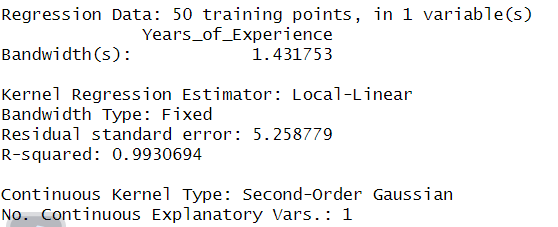 Regression Data: 50 training points, in 1 variable(s)
Years_of_Experience
Bandwidth(s): 1.431753
Kernel Regression Estimator: Local-Linear
Bandwidth Type: Fixed
Residual standard error: 5.258779
R-squared: 0.9930694
Continuous Kernel Type: Second-Order Gaussian
No. Continuous Explanatory Vars.: 1